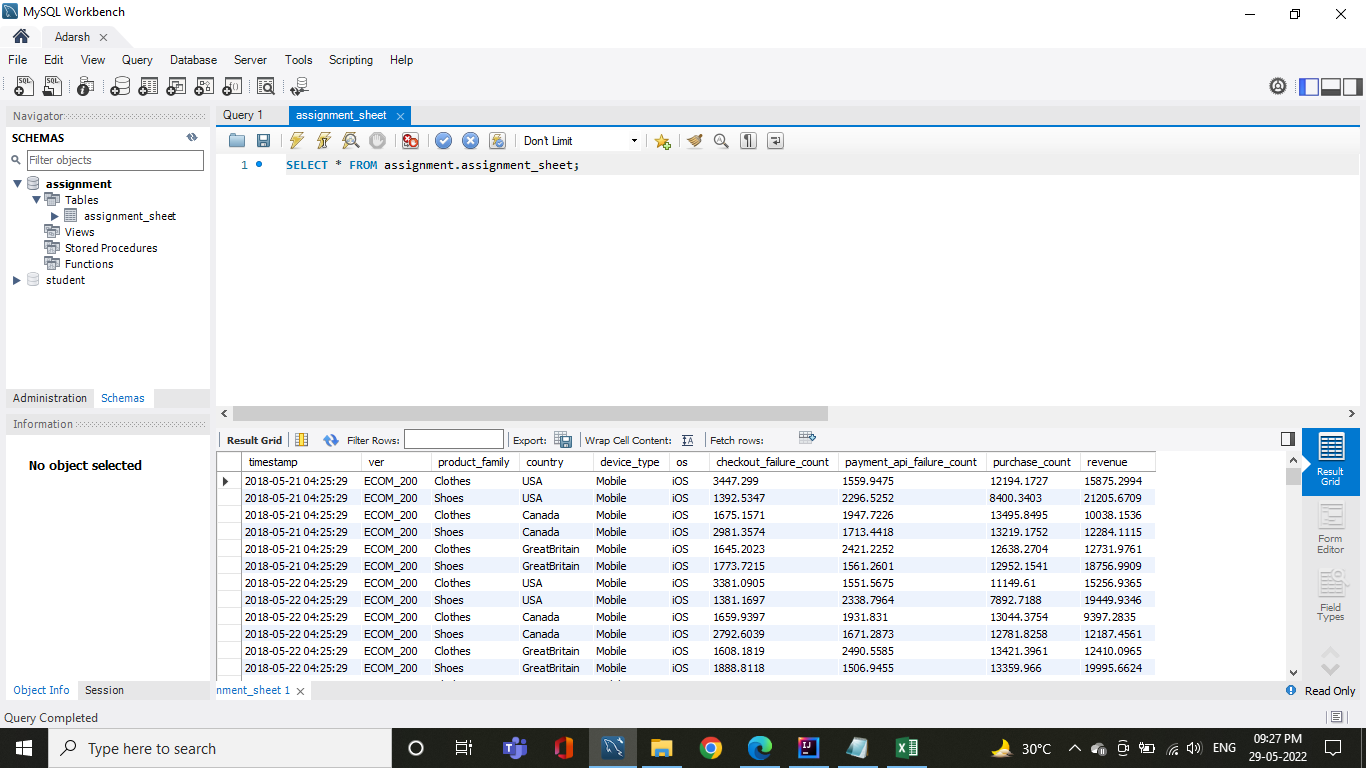 MySQL Workbench
Adarsh
File Edit View Query Database Server Tools Scripting Help
Navigator
SCHEMAS
Filter objects
assignment
Tables
assignment_sheet
Views
Stored Procedures
Functions
student
Administration Schemas
Information
No object selected
Object Info Session
Query 1 assignment_sheet
Don't Limit
1 SELECT * FROM assignment.assignment_sheet;
Result Grid Filter Rows: Export: Wrap Cell Content: Fetch rows:
timestamp ver product_family country device_type os checkout_failure_count payment_api_failure_count purchase_count revenue
2018-05-21 04:25:29 ECOM_200 Clothes USA Mobile iOS 3447.299 1559.9475 12194.1727 15875.2994
2018-05-21 04:25:29 ECOM_200 Shoes USA Mobile iOS 1392.5347 2296.5252 8400.3403 21205.6709
2018-05-21 04:25:29 ECOM_200 Clothes Canada Mobile iOS 1675.1571 1947.7226 13495.8495 10038.1536
2018-05-21 04:25:29 ECOM_200 Shoes Canada Mobile iOS 2981.3574 1713.4418 13219.1752 12284.1115
2018-05-21 04:25:29 ECOM_200 Clothes GreatBritain Mobile iOS 1645.2023 2421.2252 12638.2704 12731.9761
2018-05-21 04:25:29 ECOM_200 Shoes GreatBritain Mobile iOS 1773.7215 1561.2601 12952.1541 18756.9909
2018-05-22 04:25:29 ECOM_200 Clothes USA Mobile iOS 3381.0905 1551.5675 11149.61 15256.9365
2018-05-22 04:25:29 ECOM_200 Shoes USA Mobile iOS 1381.1697 2338.7964 7892.7188 19449.9346
2018-05-22 04:25:29 ECOM_200 Clothes Canada Mobile iOS 1659.9397 1931.831 13044.3754 9397.2835
2018-05-22 04:25:29 ECOM_200 Shoes Canada Mobile iOS 2792.6039 1671.2873 12781.8258 12187.4561
2018-05-22 04:25:29 ECOM_200 Clothes GreatBritain Mobile iOS 1608.1819 2490.5585 13421.3961 12410.0965
2018-05-22 04:25:29 ECOM_200 Shoes GreatBritain Mobile iOS 1888.8118 1506.9455 13359.966 19995.6624
Result
Grid
Form
Editor
Field
Types
nment_sheet 1
Read Only
Query Completed
Type here to search
30°C
ENG
09:27 PM
29-05-2022